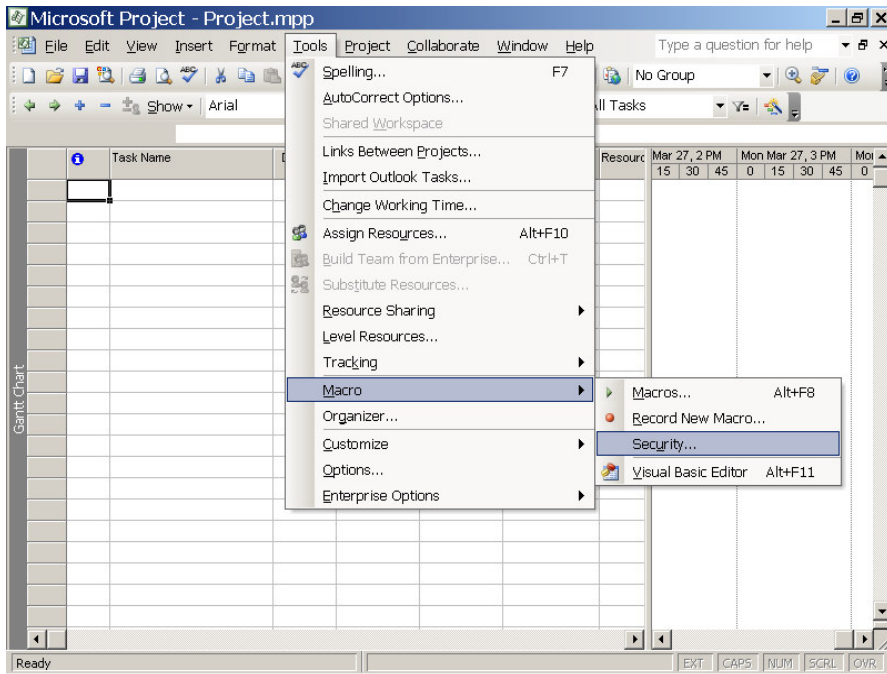 Microsoft Project - Project.mpp
File Edit View Insert Format Tools Project Collaborate Window Help Type a question for help
No Group
Show Arial All Tasks
Task Name Resourc Mar 27, 2 PM Mon Mar 27, 3 PM Mo
15 30 45 0 15 30 45 0
Spelling... F7
AutoCorrect Options...
Shared Workspace
Links Between Projects...
Import Outlook Tasks...
Change Working Time...
Assign Resources... Alt+F10
Build Team from Enterprise... Ctrl+T
Substitute Resources...
Resource Sharing
Level Resources...
Tracking
Macro
Organizer...
Customize
Options...
Enterprise Options
Macros... Alt+F8
Record New Macro...
Security...
Visual Basic Editor Alt+F11
Gantt Chart
Ready EXT CAPS NUM SCRL OVR